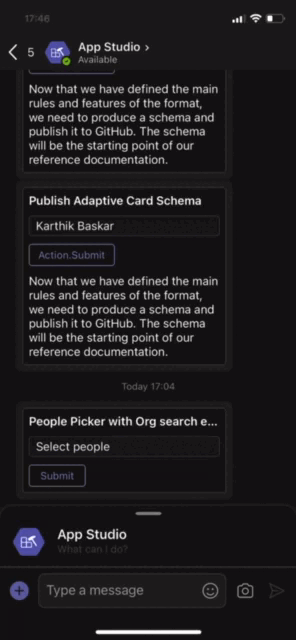 17:46
5
App Studio >
Available
Now that we have defined the main
rules and features of the format,
we need to produce a schema and
publish it to GitHub. The schema
will be the starting point of our
reference documentation.
Publish Adaptive Card Schema
Karthik Baskar
Action.Submit
Now that we have defined the main
rules and features of the format,
we need to produce a schema and
publish it to GitHub. The schema
will be the starting point of our
reference documentation.
Today 17:04
People Picker with Org search e...
Select people
Submit
App Studio
What can I do?
Type a message